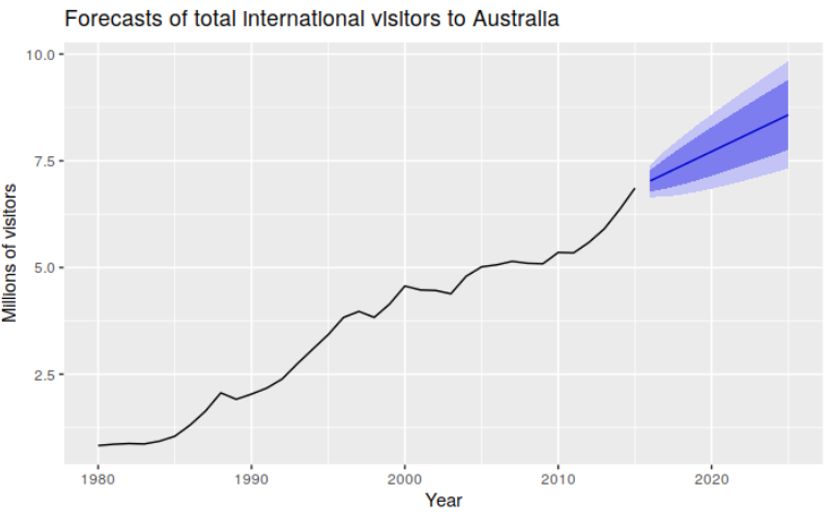 Forecasts of total international visitors to Australia
10.0
7.5
5.0
2.5
Millions of visitors
1980 1990 2000 2010 2020
Year